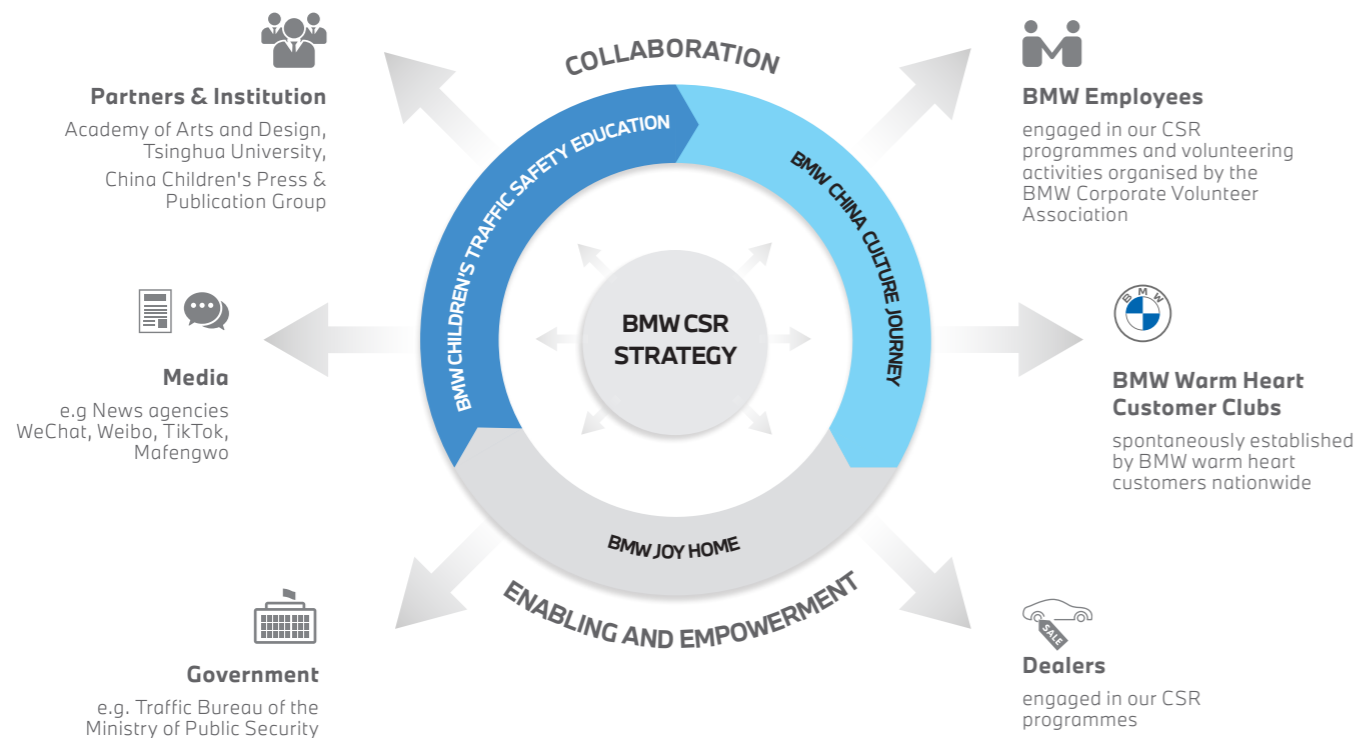 COLLABORATION
Partners & Institution
Academy of Arts and Design,
Tsinghua University,
China Children's Press &
Publication Group
BMW Employees
engaged in our CSR
programmes and volunteering
activities organised by the
BMW Corporate Volunteer
Association
BMW CHILDREN'S TRAFFIC SAFETY EDUCATION
BMW CHINA CULTURE JOURNEY
BMW CSR
STRATEGY
Media
e.g News agencies
WeChat, Weibo, TikTok,
Mafengwo
BMW
BMW Warm Heart
Customer Clubs
spontaneously established
by BMW warm heart
customers nationwide
BMW JOY HOME
ENABLING AND EMPOWERMENT
Government
e.g. Traffic Bureau of the
Ministry of Public Security
SALE
Dealers
engaged in our CSR
programmes